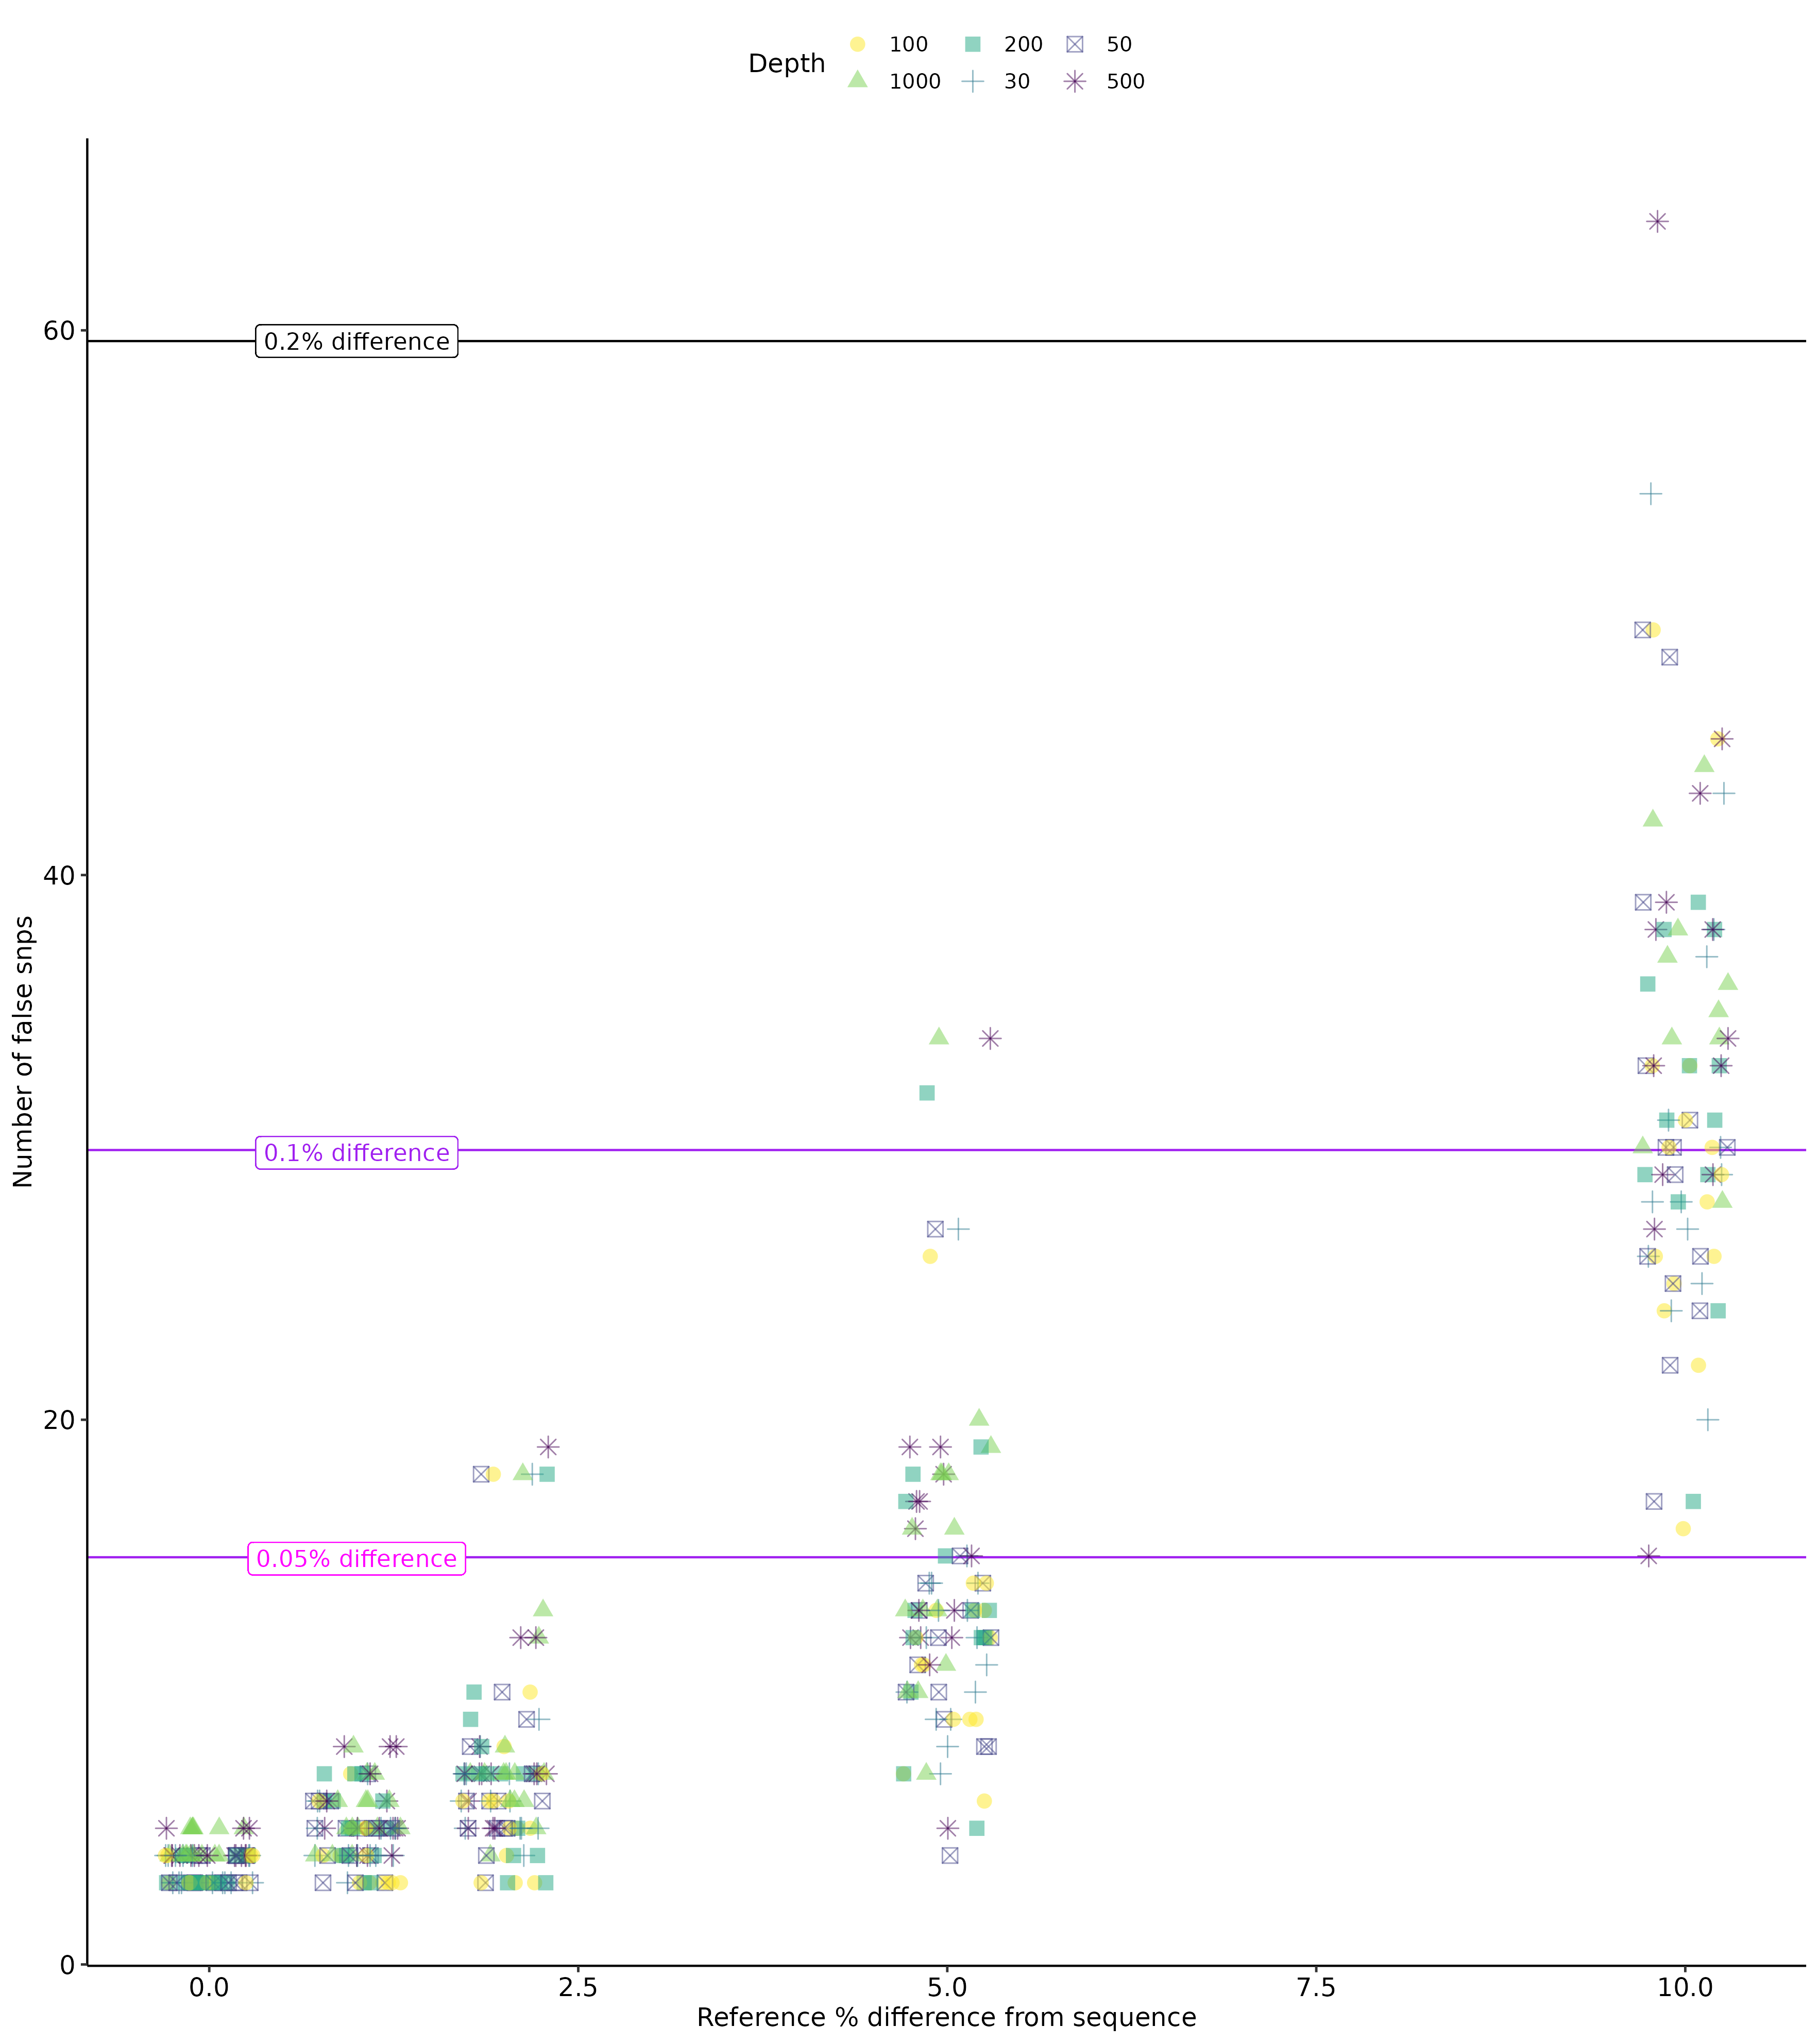 Depth
100 200 50
1000 30 500
Number of false snps
60
40
20
0
0.2% difference
0.1% difference
0.05% difference
0.0 2.5 5.0 7.5 10.0
Reference % difference from sequence